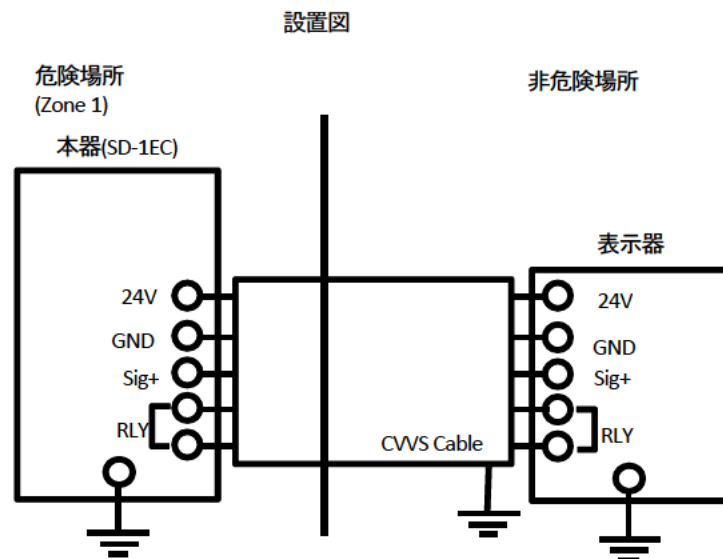 設置図
危険場所
(Zone 1)
非危険場所
本器(SD-1EC)
表示器
24V
GND
Sig+
RLY
CVVS Cable
24V
GND
Sig+
RLY